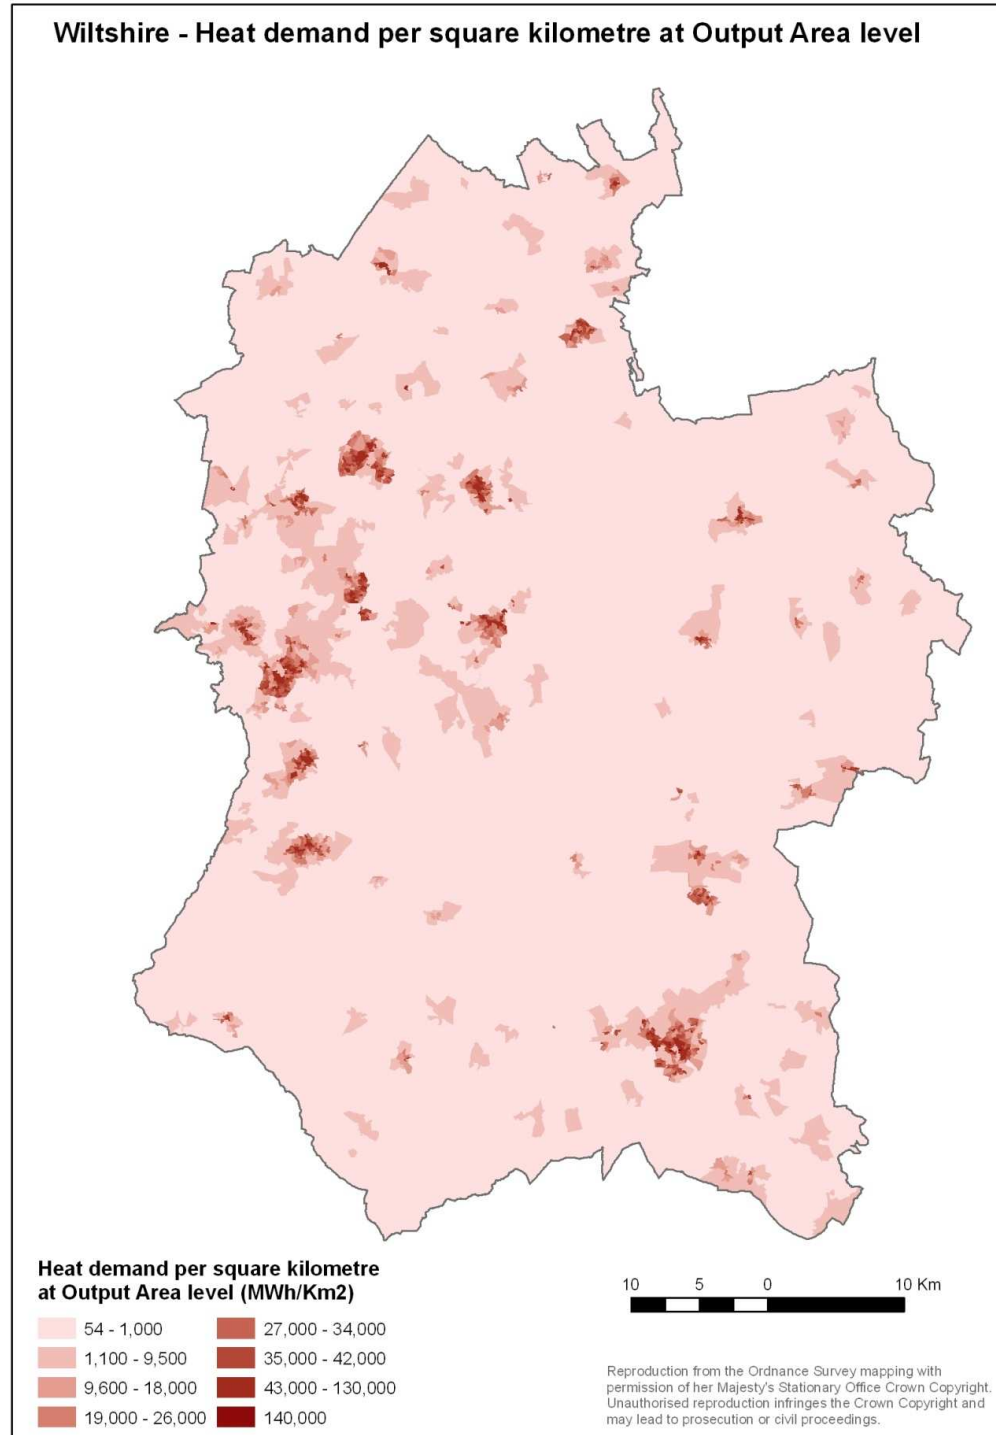 Wiltshire - Heat demand per square kilometre at Output Area level
Heat demand per square kilometre
at Output Area level (MWh/Km2)
54 - 1,000
1,100 - 9,500
9,600 - 18,000
19,000 - 26,000
27,000 - 34,000
35,000 - 42,000
43,000 - 130,000
140,000
10 5 0 10 Km
Reproduction from the Ordnance Survey mapping with
permission of her Majesty's Stationary Office Crown Copyright.
Unauthorised reproduction infringes the Crown Copyright and
may lead to prosecution or civil proceedings.